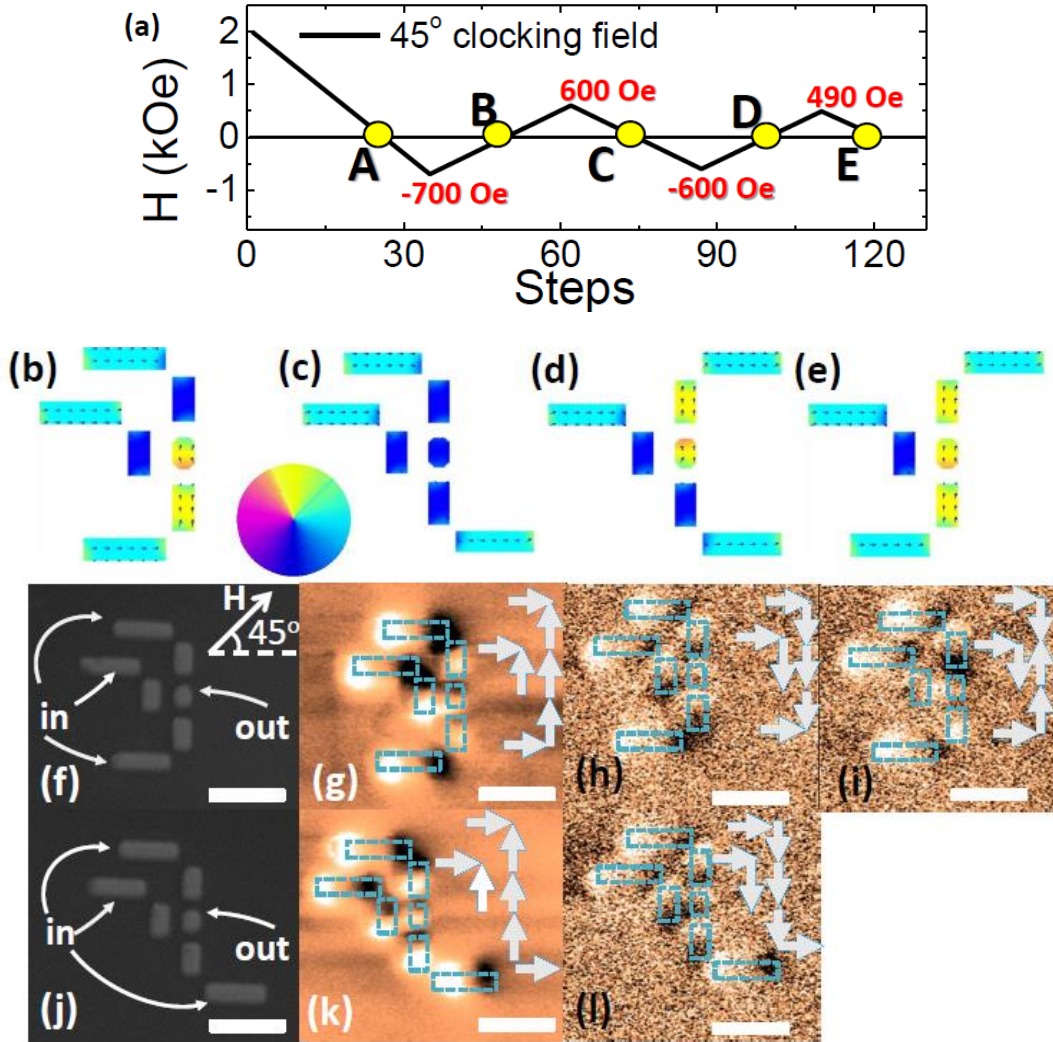 (a)
45° clocking field
H (kOe)
2
1
0
-1
A
B
C
D
E
-700 Oe
600 Oe
-600 Oe
490 Oe
0 30 60 90 120
Steps
(b) (c) (d) (e)
H
45°
in
out
(f) (g) (h) (i)
in
out
(j) (k) (l)